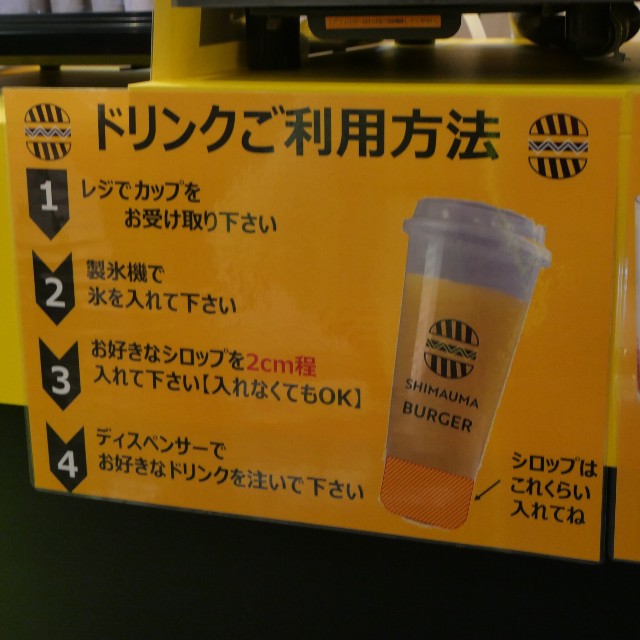 ドリンクご利用方法
1
レジでカップを
お受け取り下さい
2
製氷機で
氷を入れて下さい
3
お好きなシロップを2cm程
入れて下さい【入れなくてもOK】
4
ディスペンサーで
お好きなドリンクを注いで下さい
SHIMAUMA
BURGER
シロップは
これくらい
入れてね